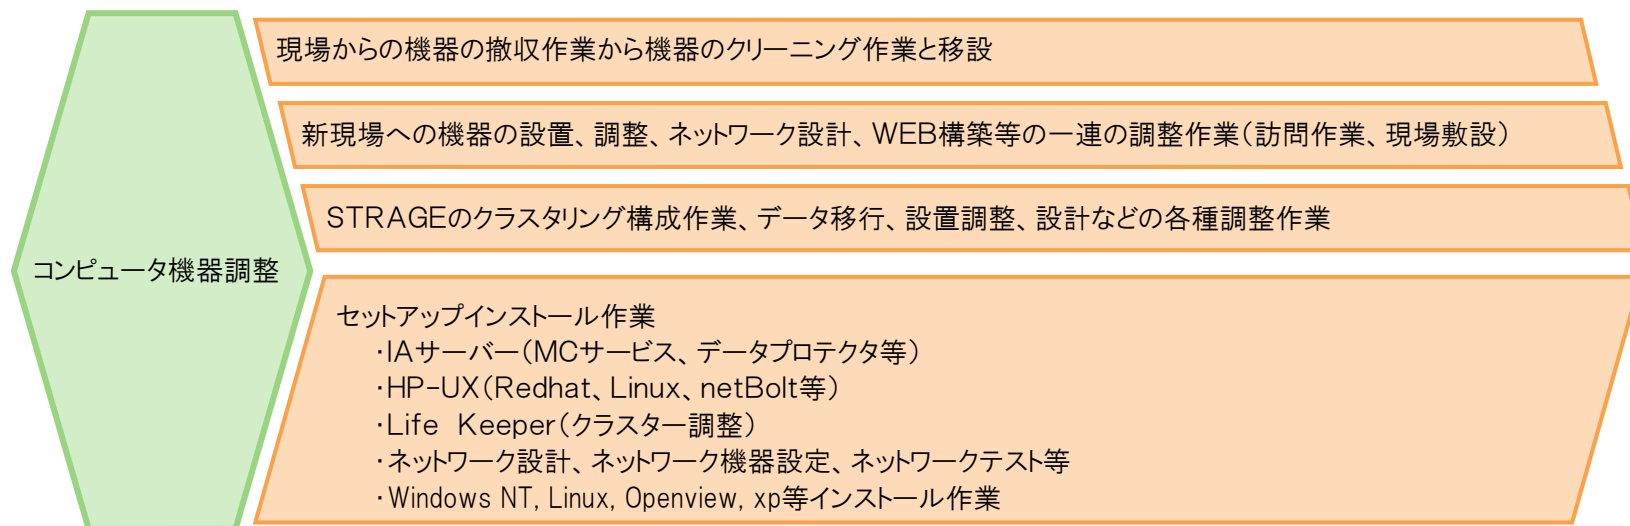 現場からの機器の撤収作業から機器のクリーニング作業と移設
新現場への機器の設置、調整、ネットワーク設計、WEB構築等の一連の調整作業(訪問作業、現場敷設)
STRAGEのクラスタリング構成作業、データ移行、設置調整、設計などの各種調整作業
コンピュータ機器調整
セットアップインストール作業
・IAサーバー(MCサービス、データプロテクタ等)
・HP-UX(Redhat、Linux、netBolt等)
・Life Keeper(クラスター調整)
・ネットワーク設計、ネットワーク機器設定、ネットワークテスト等
・Windows NT, Linux, Openview, xp等インストール作業